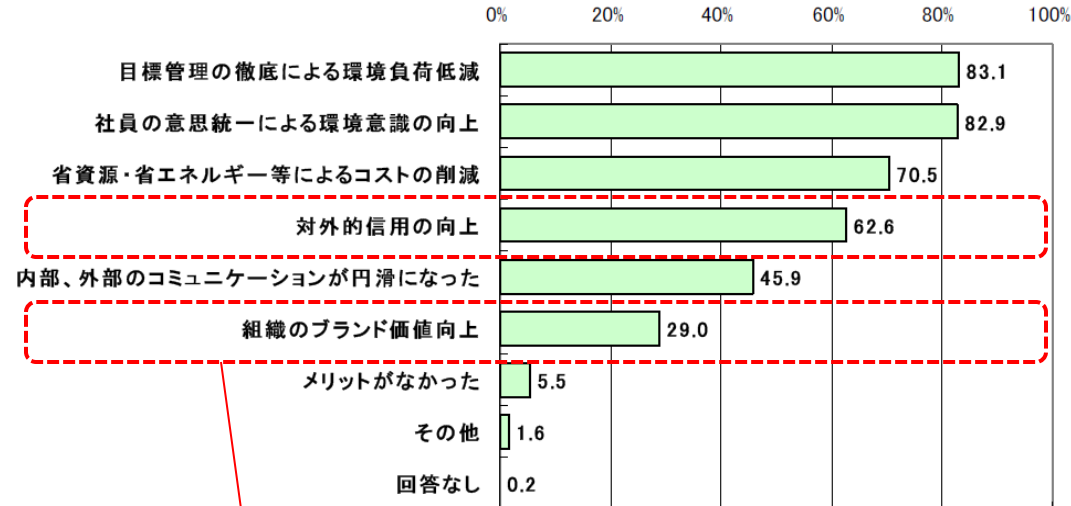 0% 20% 40% 60% 80% 100%
目標管理の徹底による環境負荷低減 83.1
社員の意思統一による環境意識の向上 82.9
省資源・省エネルギー等によるコストの削減 70.5
対外的信用の向上 62.6
内部、外部のコミュニケーションが円滑になった 45.9
組織のブランド価値向上 29.0
メリットがなかった 5.5
その他 1.6
回答なし 0.2